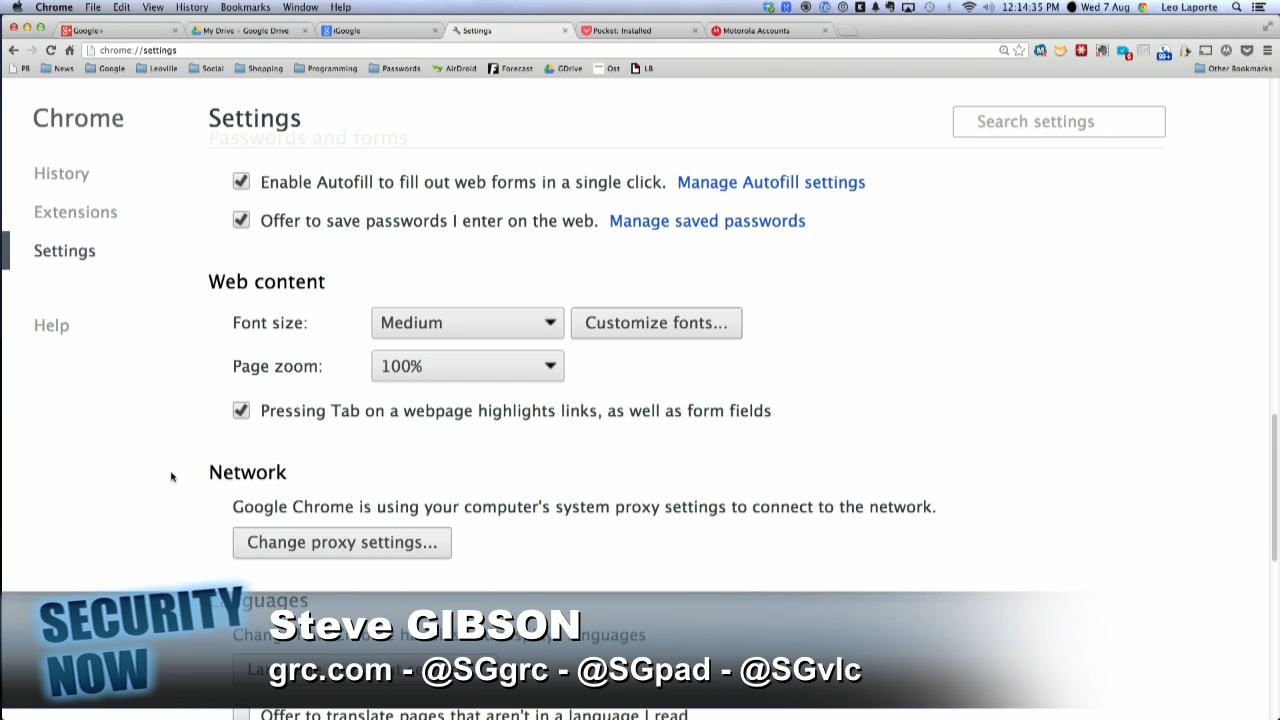 Chrome File Edit View History Bookmarks Window Help 12:14:35 PM Wed 7 Aug Leo Laporte
Google+ My Drive - Google Drive iGoogle Settings Pocket: Installed Motorola Accounts
chrome://settings
PR News Google Leoville Social Shopping Programming Passwords AirDroid Forecast GDrive Ost LB Other Bookmarks
Chrome
Settings
Search settings
Passwords and forms
History
Extensions
Settings
Help
Enable Autofill to fill out web forms in a single click. Manage Autofill settings
Offer to save passwords I enter on the web. Manage saved passwords
Web content
Font size: Medium Customize fonts...
Page zoom: 100%
Pressing Tab on a webpage highlights links, as well as form fields
Network
Google Chrome is using your computer's system proxy settings to connect to the network.
Change proxy settings...
guages
languages
SECURITY
NOW
Steve GIBSON
grc.com - @SGgrc - @SGpad - @SGvlc
Offer to translate pages that aren't in a language I read